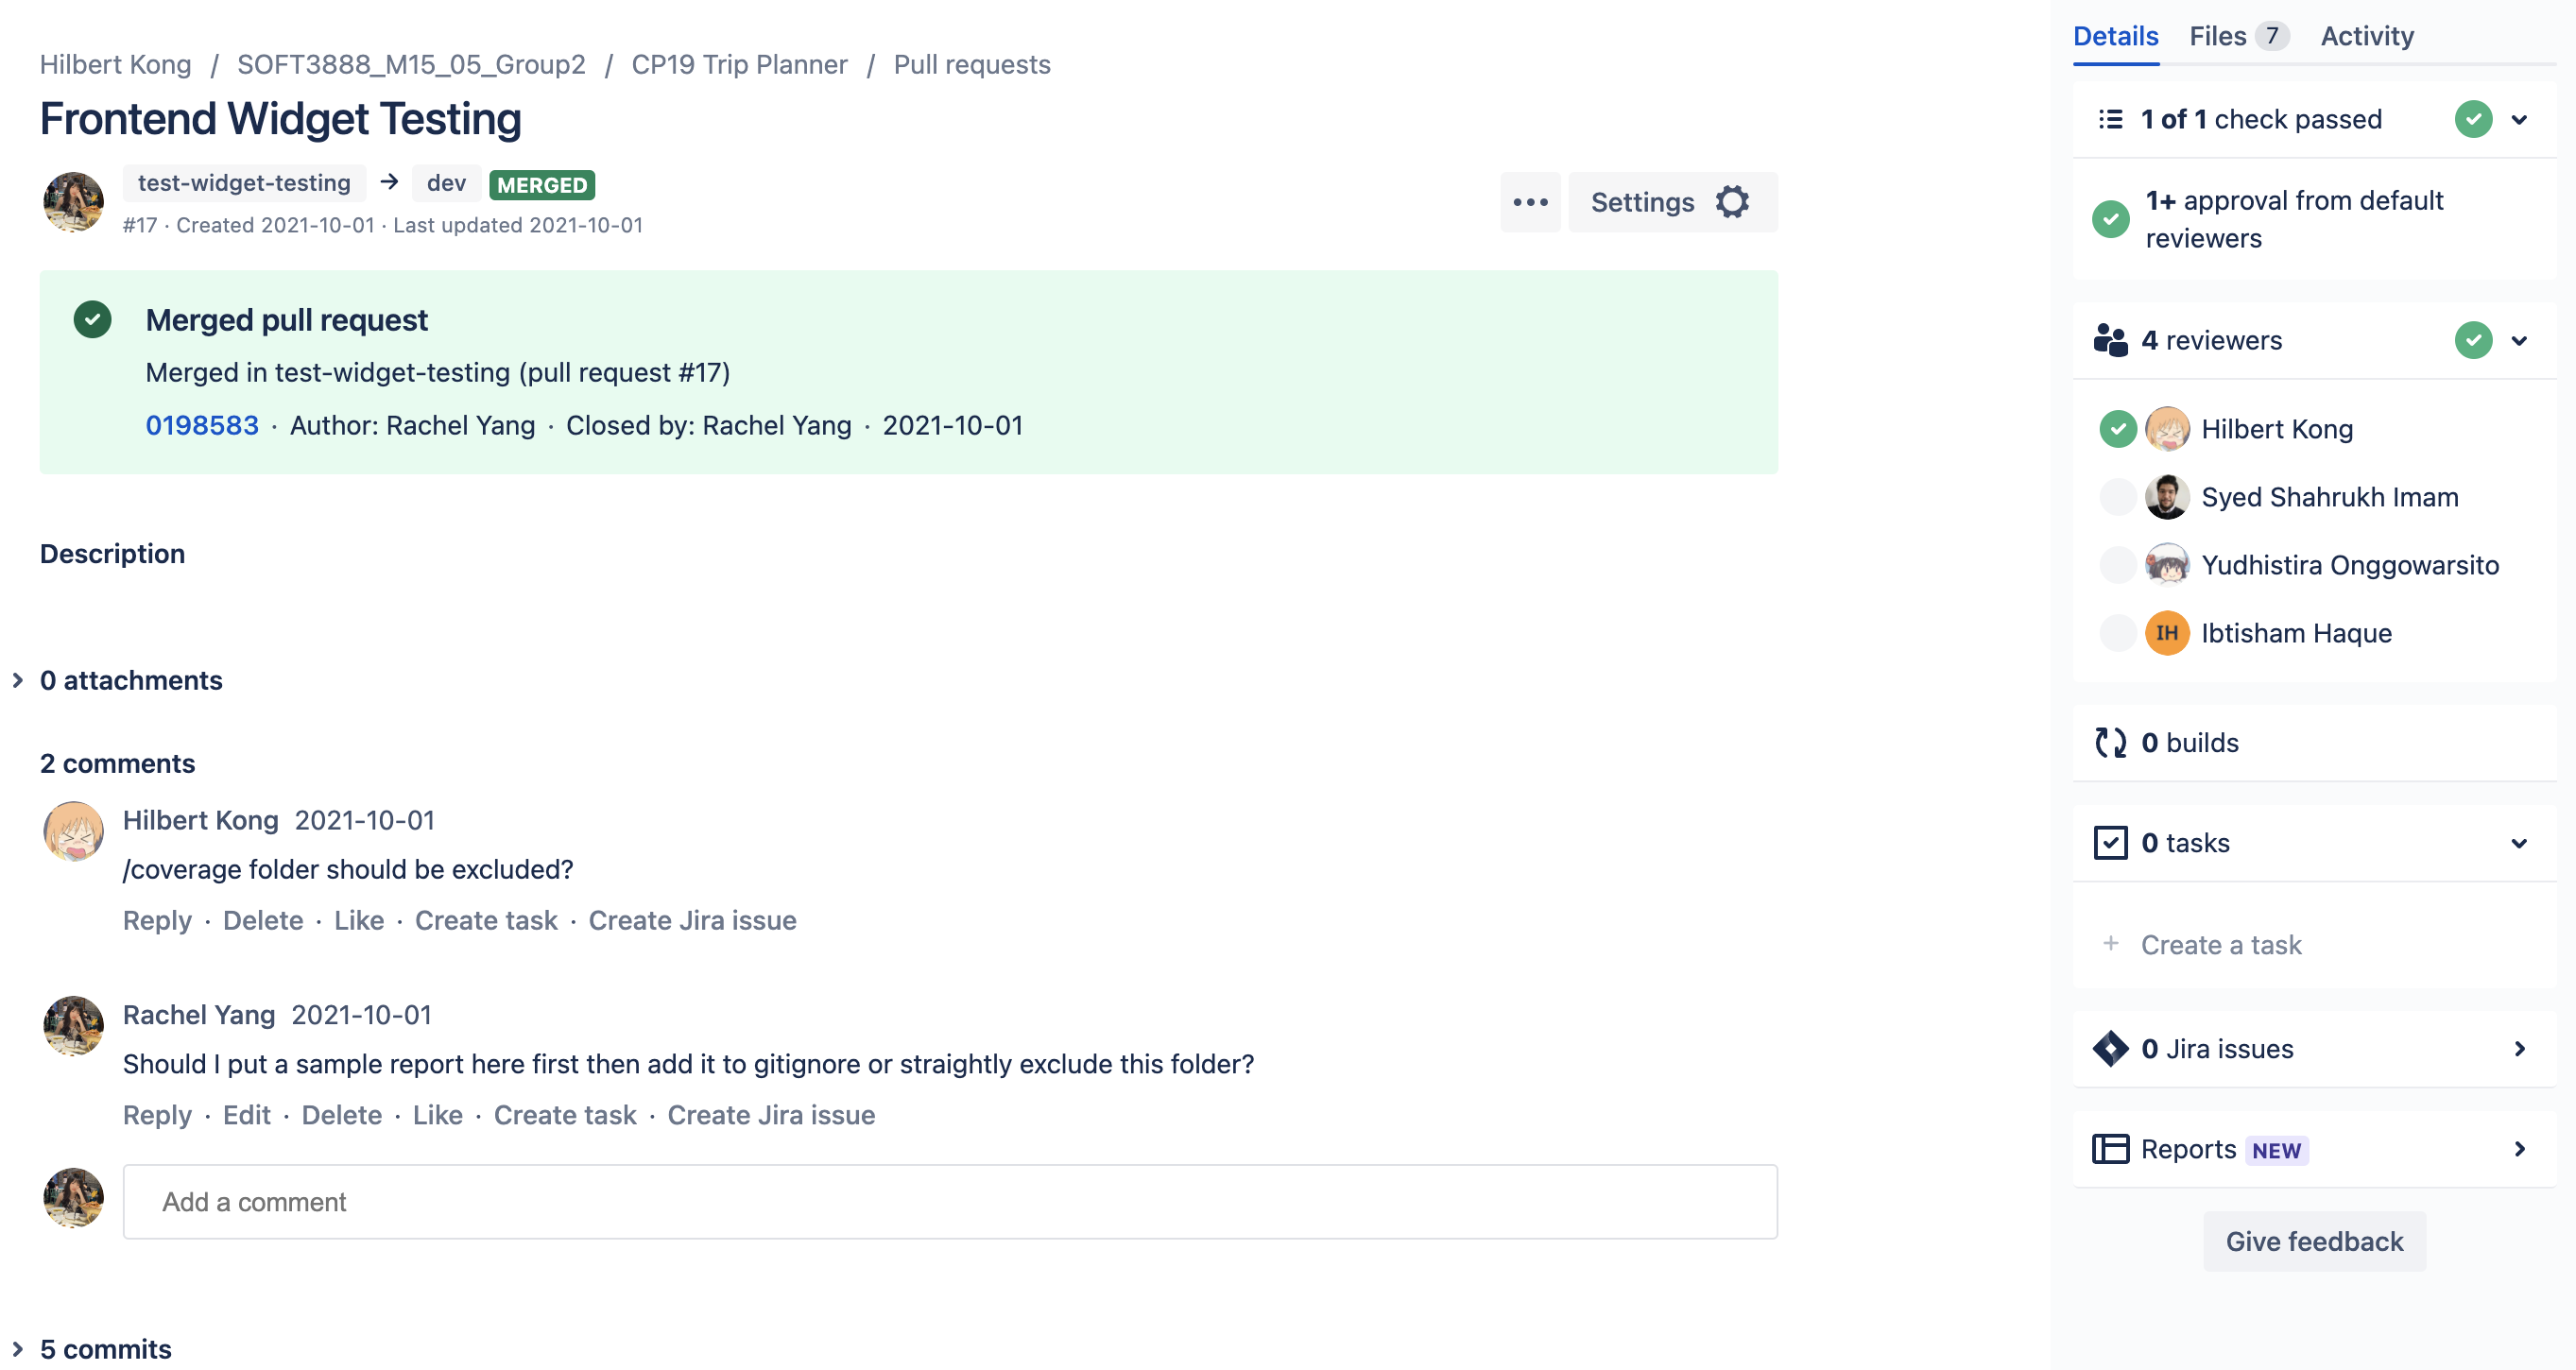 Hilbert Kong / SOFT3888_M15_05_Group2 / CP19 Trip Planner / Pull requests
Frontend Widget Testing
test-widget-testing → dev MERGED
#17 · Created 2021-10-01 · Last updated 2021-10-01
Settings
Merged pull request
Merged in test-widget-testing (pull request #17)
0198583 · Author: Rachel Yang · Closed by: Rachel Yang · 2021-10-01
Description
0 attachments
2 comments
Hilbert Kong 2021-10-01
/coverage folder should be excluded?
Reply · Delete · Like · Create task · Create Jira issue
Rachel Yang 2021-10-01
Should I put a sample report here first then add it to gitignore or straightly exclude this folder?
Reply · Edit · Delete · Like · Create task · Create Jira issue
Add a comment
5 commits
Details Files 7 Activity
1 of 1 check passed
1+ approval from default
reviewers
4 reviewers
Hilbert Kong
Syed Shahrukh Imam
Yudhistira Onggowarsito
IH Ibtisham Haque
0 builds
0 tasks
+ Create a task
0 Jira issues
Reports NEW
Give feedback